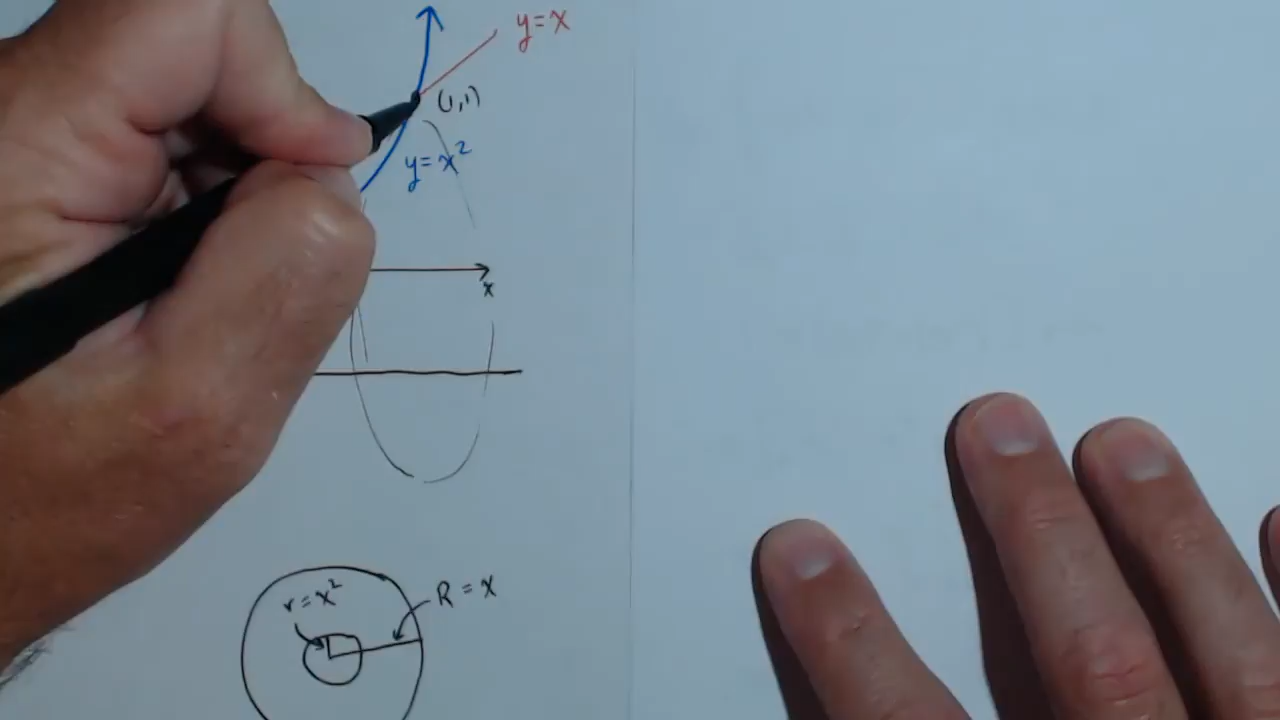 y=x
(1,1)
y=x²
x
r=x²
R=x